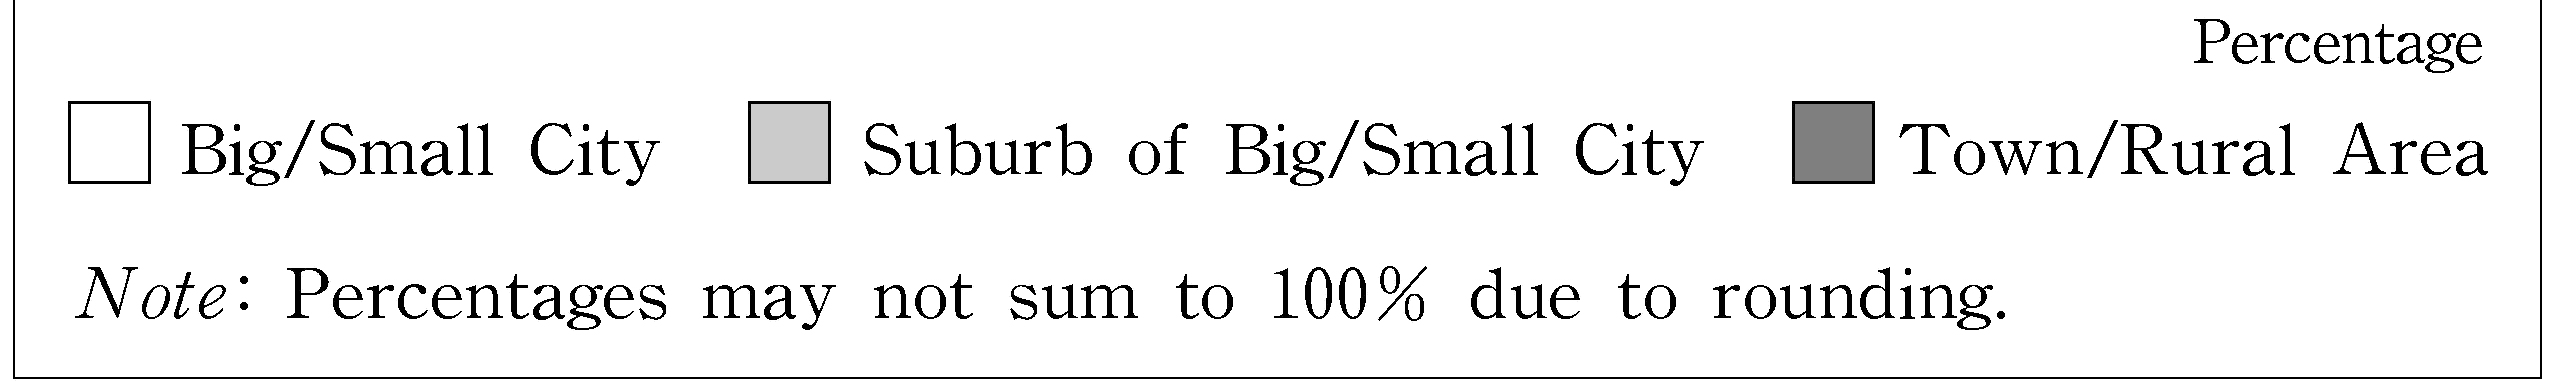 Percentage
Big/Small City Suburb of Big/Small City Town/Rural Area
Note: Percentages may not sum to 100% due to rounding.